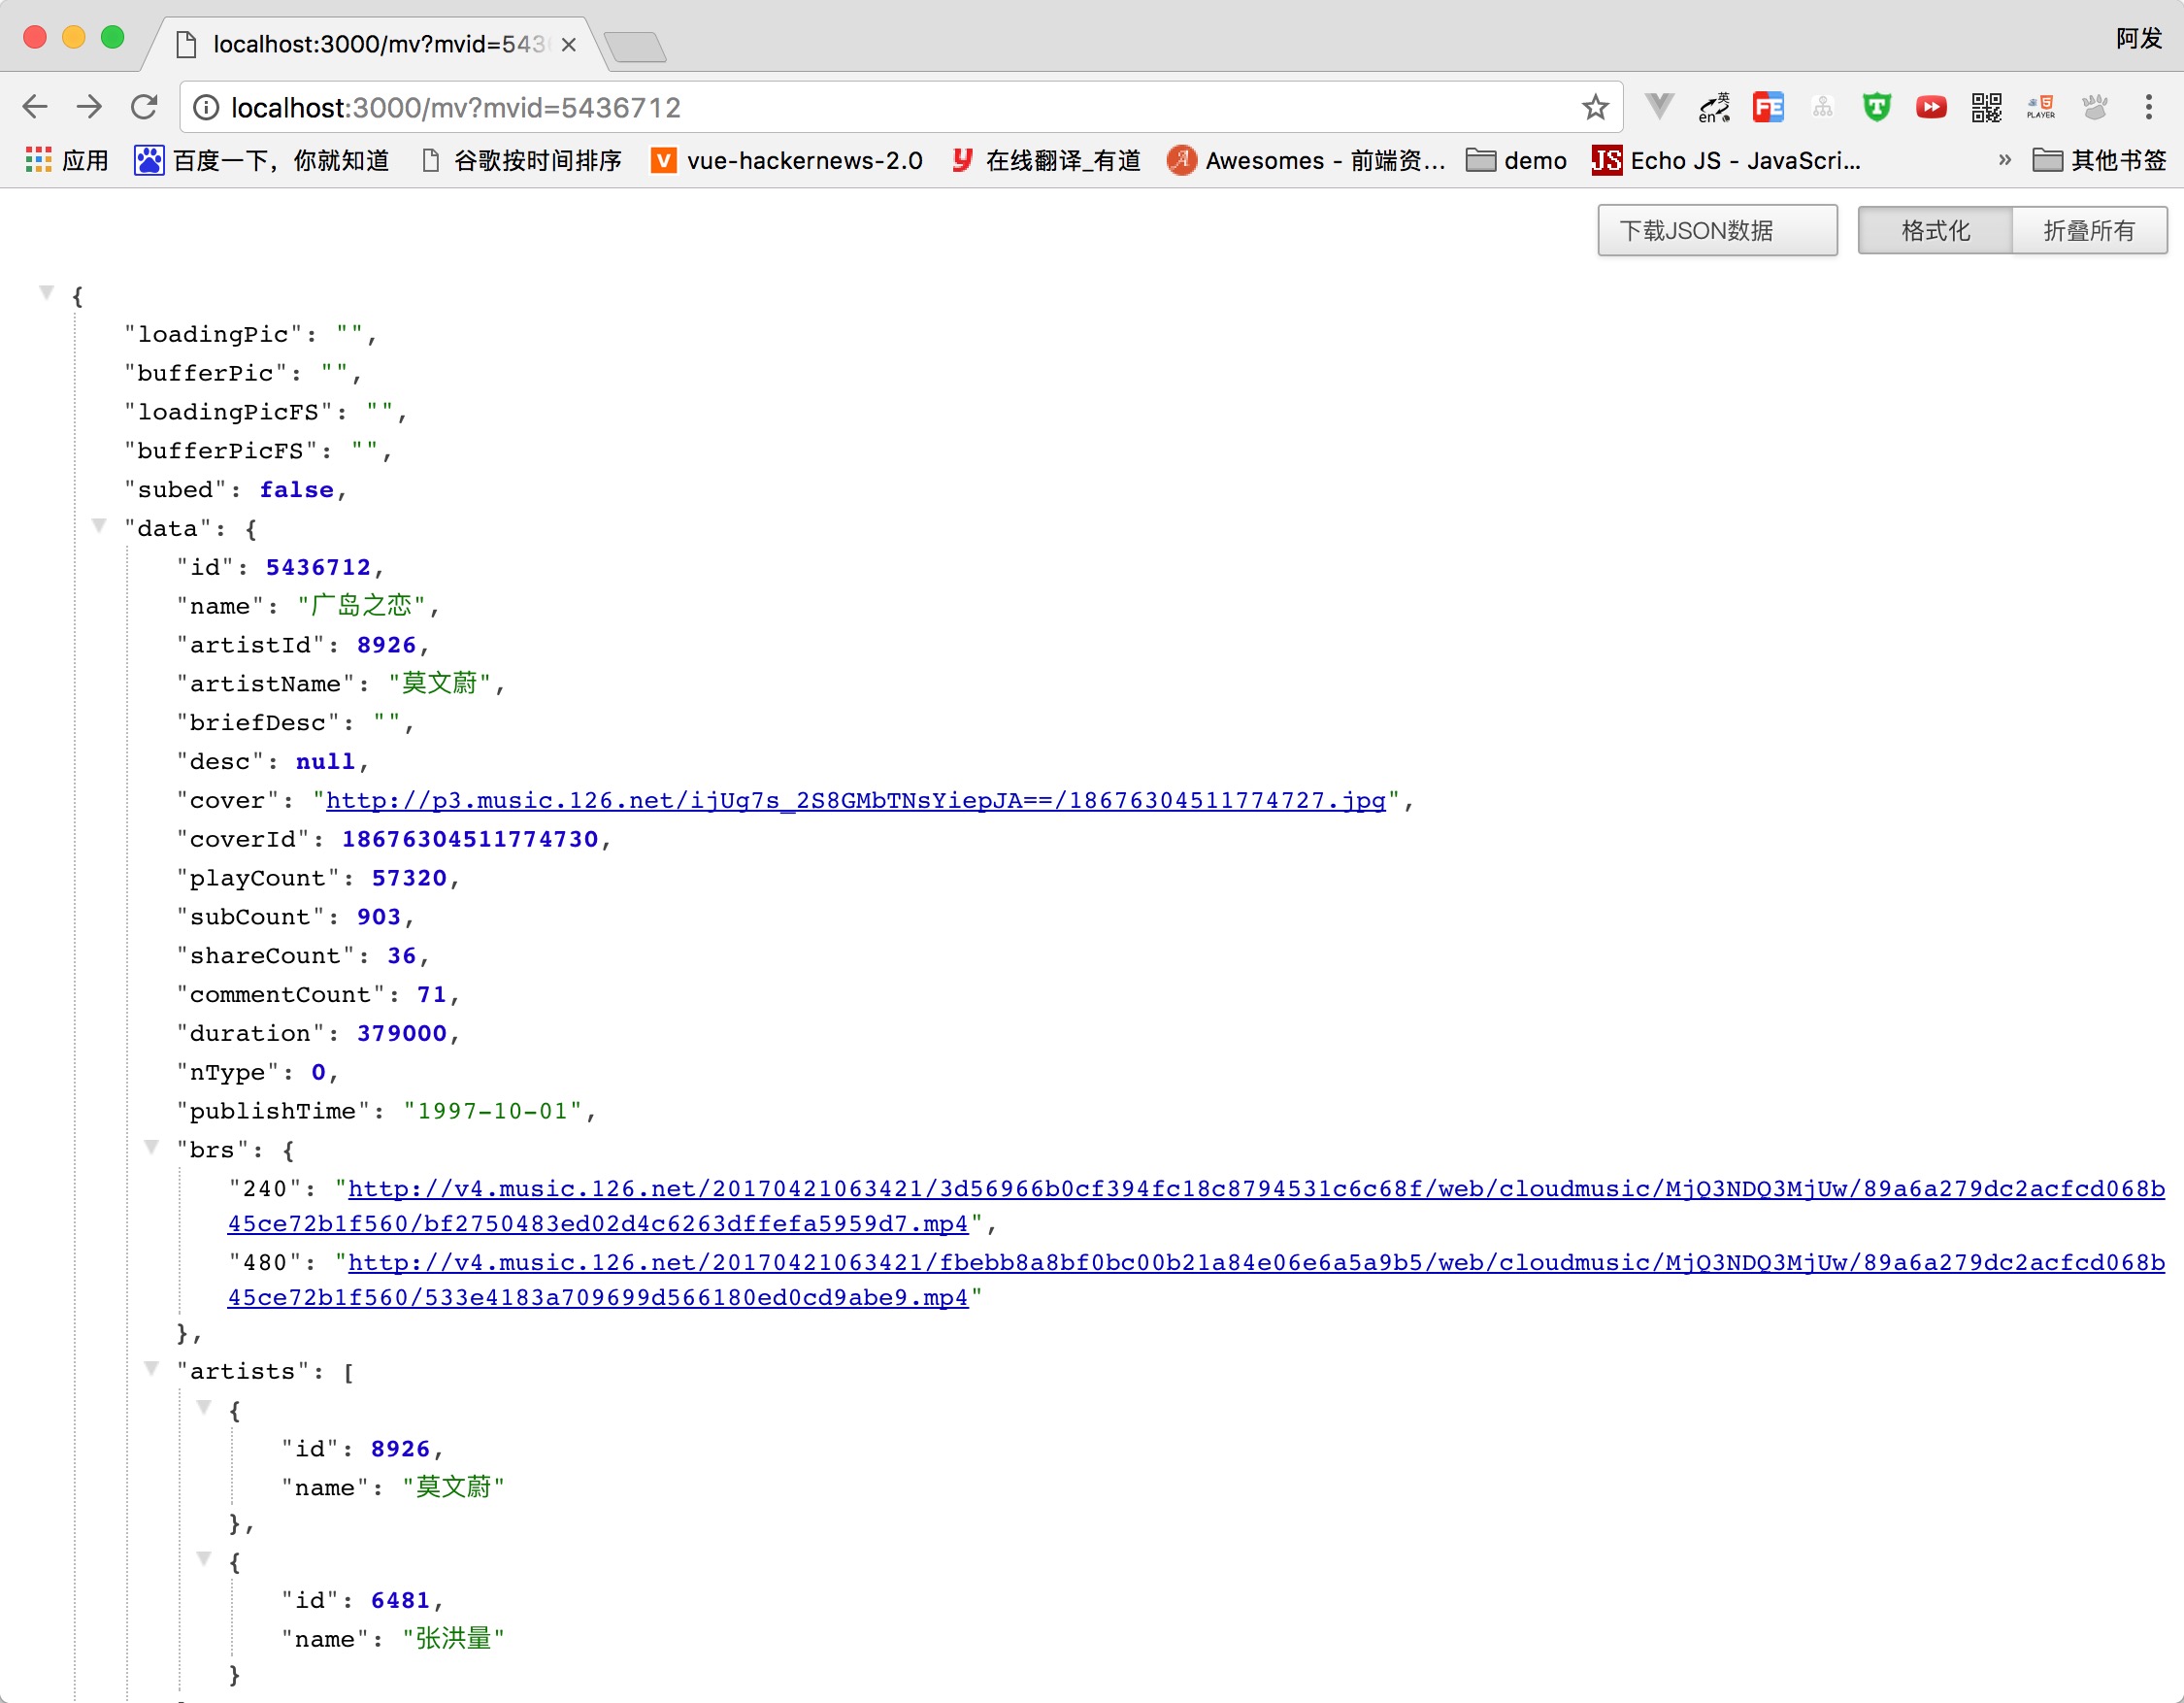 localhost:3000/mv?mvid=543
阿发
localhost:3000/mv?mvid=5436712
应用 百度一下，你就知道 谷歌按时间排序 vue-hackernews-2.0 在线翻译_有道 Awesomes - 前端资... demo Echo JS - JavaScri... » 其他书签
下载JSON数据 格式化 折叠所有
{
"loadingPic": "",
"bufferPic": "",
"loadingPicFS": "",
"bufferPicFS": "",
"subed": false,
"data": {
"id": 5436712,
"name": "广岛之恋",
"artistId": 8926,
"artistName": "莫文蔚",
"briefDesc": "",
"desc": null,
"cover": "http://p3.music.126.net/ijUg7s_2S8GMbTNsYiepJA==/18676304511774727.jpg",
"coverId": 18676304511774730,
"playCount": 57320,
"subCount": 903,
"shareCount": 36,
"commentCount": 71,
"duration": 379000,
"nType": 0,
"publishTime": "1997-10-01",
"brs": {
"240": "http://v4.music.126.net/20170421063421/3d56966b0cf394fc18c8794531c6c68f/web/cloudmusic/MjQ3NDQ3MjUw/89a6a279dc2acfcd068b
45ce72b1f560/bf2750483ed02d4c6263dffefa5959d7.mp4",
"480": "http://v4.music.126.net/20170421063421/fbebb8a8bf0bc00b21a84e06e6a5a9b5/web/cloudmusic/MjQ3NDQ3MjUw/89a6a279dc2acfcd068b
45ce72b1f560/533e4183a709699d566180ed0cd9abe9.mp4"
},
"artists": [
{
"id": 8926,
"name": "莫文蔚"
},
{
"id": 6481,
"name": "张洪量"
}